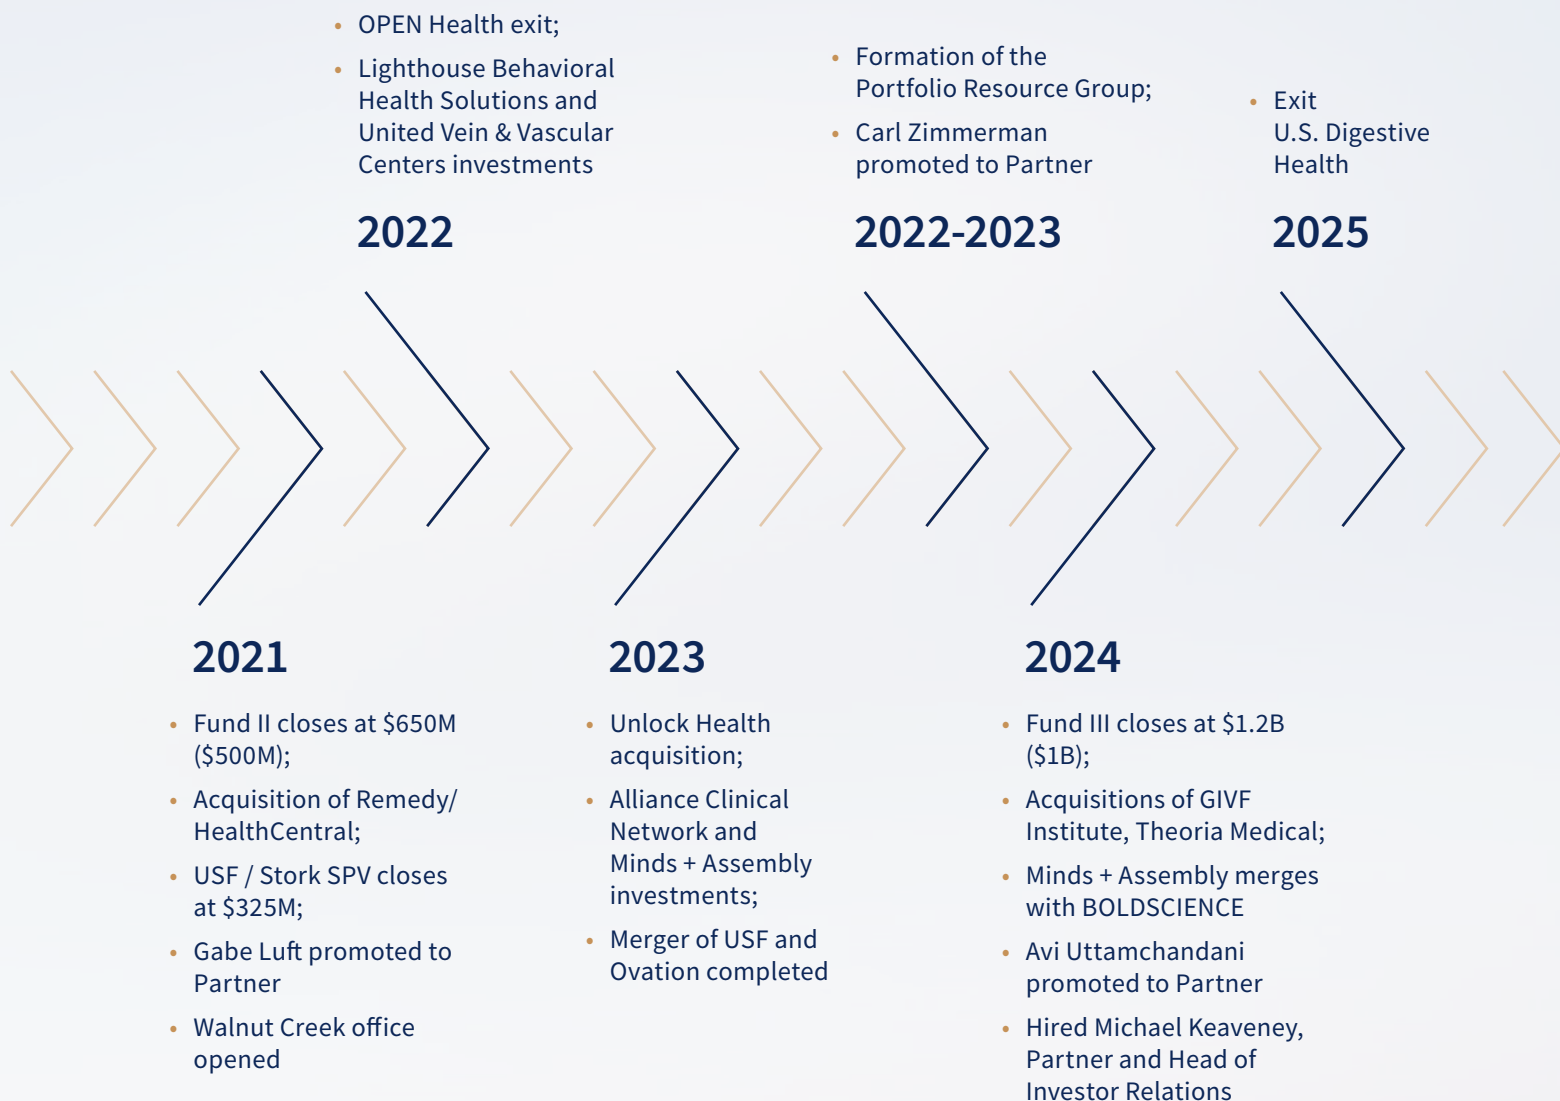 • OPEN Health exit;
• Lighthouse Behavioral
Health Solutions and
United Vein & Vascular
Centers investments
2022
• Formation of the
Portfolio Resource Group;
• Carl Zimmerman
promoted to Partner
2022-2023
• Exit
U.S. Digestive
Health
2025
2021
• Fund II closes at $650M
($500M);
• Acquisition of Remedy/
HealthCentral;
• USF / Stork SPV closes
at $325M;
• Gabe Luft promoted to
Partner
• Walnut Creek office
opened
2023
• Unlock Health
acquisition;
• Alliance Clinical
Network and
Minds + Assembly
investments;
• Merger of USF and
Ovation completed
2024
• Fund III closes at $1.2B
($1B);
• Acquisitions of GIVF
Institute, Theoria Medical;
• Minds + Assembly merges
with BOLDSCIENCE
• Avi Uttamchandani
promoted to Partner
• Hired Michael Keaveney,
Partner and Head of
Investor Relations